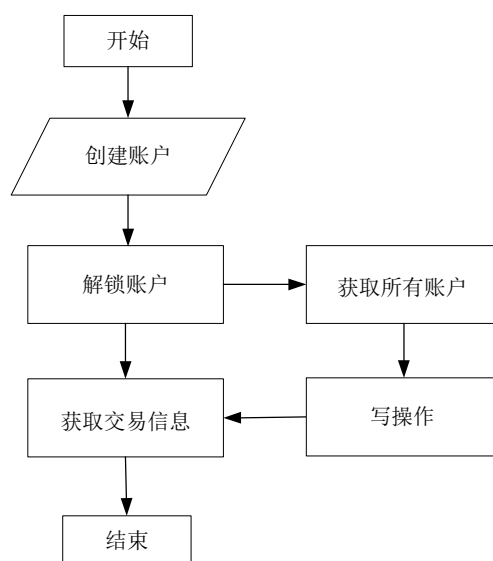 开始
创建账户
解锁账户
获取所有账户
获取交易信息
写操作
结束